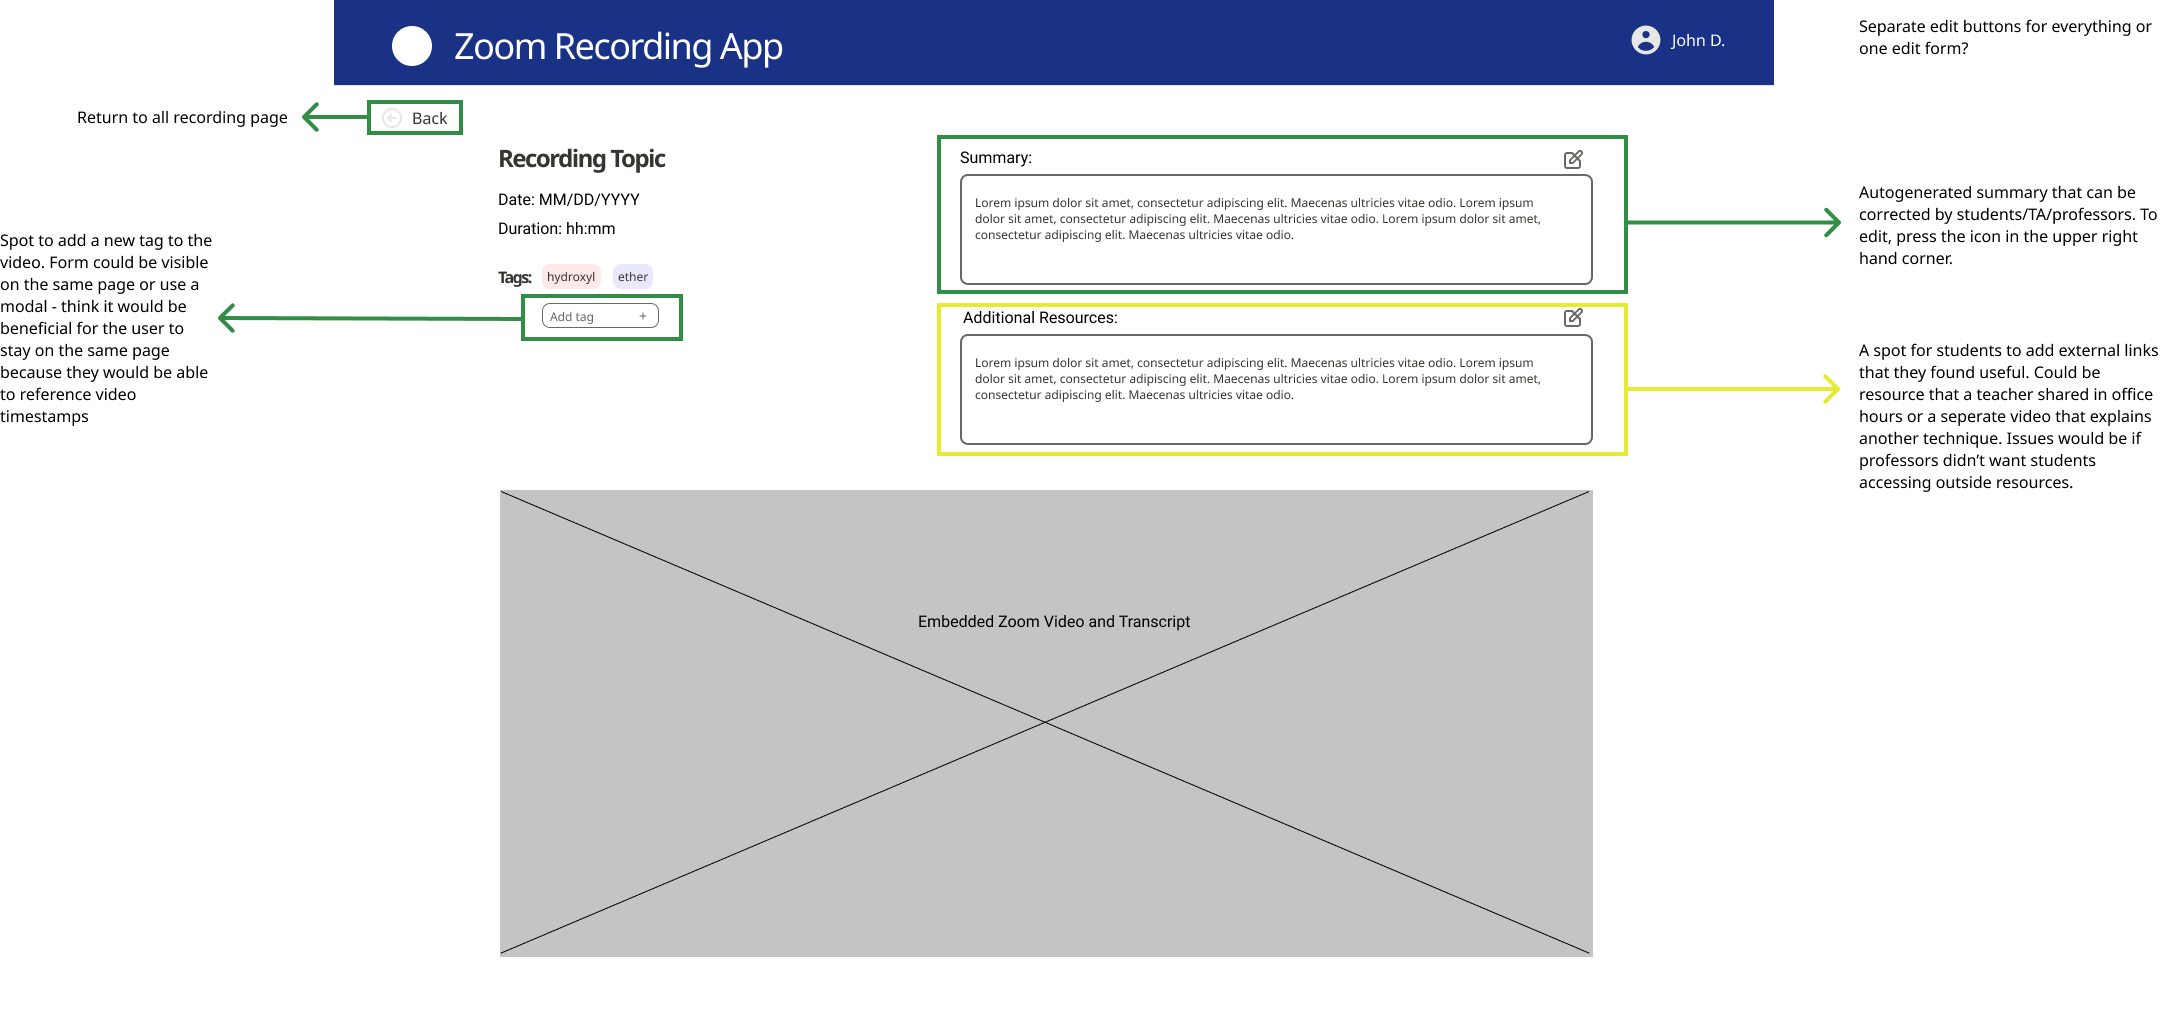 Zoom Recording App
John D.
Separate edit buttons for everything or
one edit form?
Return to all recording page
Back
Recording Topic
Date: MM/DD/YYYY
Duration: hh:mm
Tags: hydroxyl ether
Add tag +
Spot to add a new tag to the
video. Form could be visible
on the same page or use a
modal - think it would be
beneficial for the user to
stay on the same page
because they would be able
to reference video
timestamps
Summary:
Lorem ipsum dolor sit amet, consectetur adipiscing elit. Maecenas ultricies vitae odio. Lorem ipsum
dolor sit amet, consectetur adipiscing elit. Maecenas ultricies vitae odio. Lorem ipsum dolor sit amet,
consectetur adipiscing elit. Maecenas ultricies vitae odio.
Autogenerated summary that can be
corrected by students/TA/professors. To
edit, press the icon in the upper right
hand corner.
Additional Resources:
Lorem ipsum dolor sit amet, consectetur adipiscing elit. Maecenas ultricies vitae odio. Lorem ipsum
dolor sit amet, consectetur adipiscing elit. Maecenas ultricies vitae odio. Lorem ipsum dolor sit amet,
consectetur adipiscing elit. Maecenas ultricies vitae odio.
A spot for students to add external links
that they found useful. Could be
resource that a teacher shared in office
hours or a seperate video that explains
another technique. Issues would be if
professors didn’t want students
accessing outside resources.
Embedded Zoom Video and Transcript